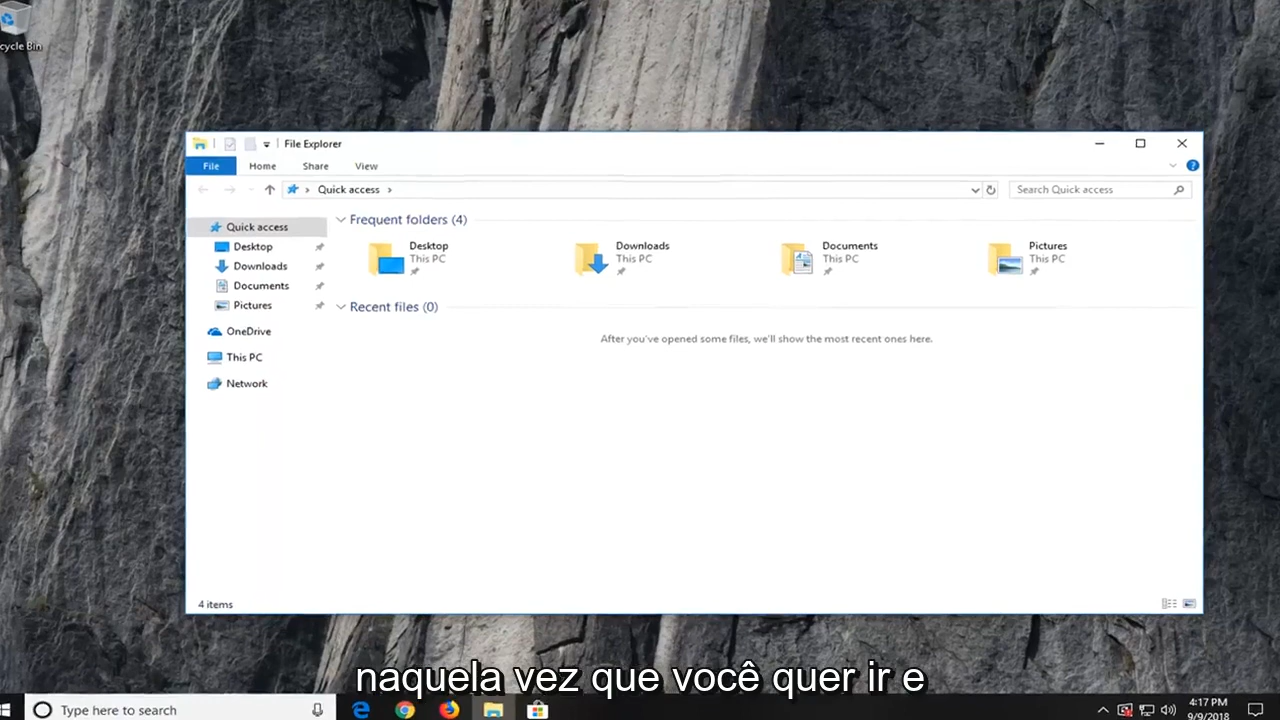 cycle Bin
File Explorer
File Home Share View
Quick access
Search Quick access
Quick access
Desktop
Downloads
Documents
Pictures
OneDrive
This PC
Network
Frequent folders (4)
Desktop
This PC
Downloads
This PC
Documents
This PC
Pictures
This PC
Recent files (0)
After you've opened some files, we'll show the most recent ones here.
4 items
naquela vez que você quer ir e
Type here to search
4:17 PM
9/9/2018